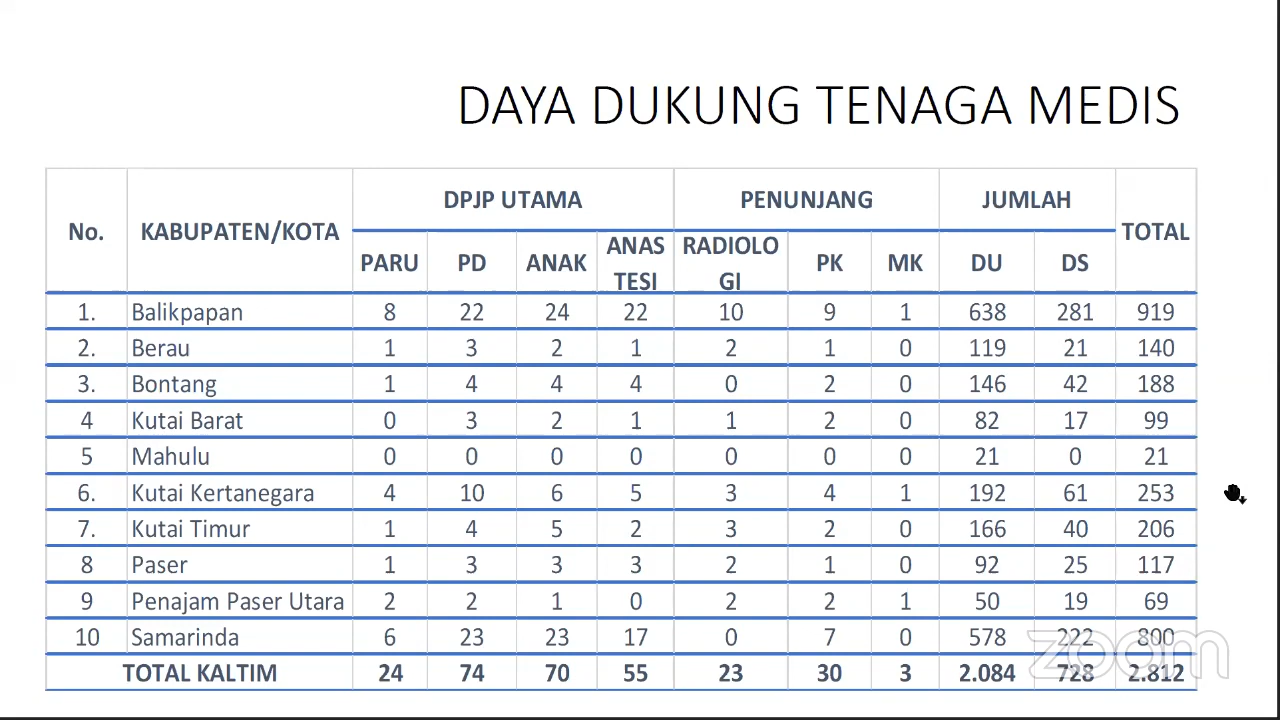 DAYA DUKUNG TENAGA MEDIS
No. KABUPATEN/KOTA DPJP UTAMA PENUNJANG JUMLAH TOTAL
PARU PD ANAK ANAS TESI RADIOLO GI PK MK DU DS
1. Balikpapan 8 22 24 22 10 9 1 638 281 919
2. Berau 1 3 2 1 2 1 0 119 21 140
3. Bontang 1 4 4 4 0 2 0 146 42 188
4 Kutai Barat 0 3 2 1 1 2 0 82 17 99
5 Mahulu 0 0 0 0 0 0 0 21 0 21
6. Kutai Kertanegara 4 10 6 5 3 4 1 192 61 253
7. Kutai Timur 1 4 5 2 3 2 0 166 40 206
8 Paser 1 3 3 3 2 1 0 92 25 117
9 Penajam Paser Utara 2 2 1 0 2 2 1 50 19 69
10 Samarinda 6 23 23 17 0 7 0 578 222 800
TOTAL KALTIM 24 74 70 55 23 30 3 2.084 728 2.812
zoom